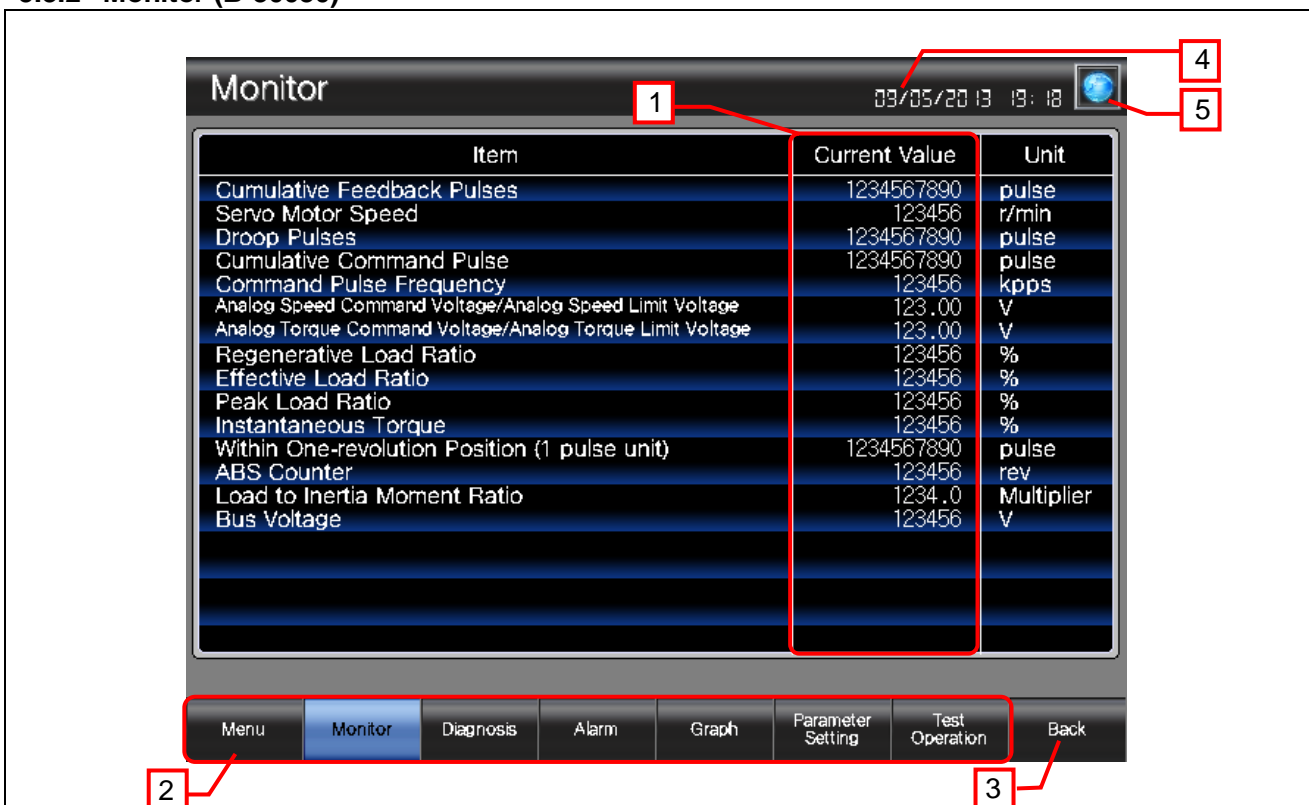 4
Monitor
1
09/05/2013 19:18
5
Item Current Value Unit
Cumulative Feedback Pulses 1234567890 pulse
Servo Motor Speed 123456 r/min
Droop Pulses 1234567890 pulse
Cumulative Command Pulse 1234567890 pulse
Command Pulse Frequency 123456 kpps
Analog Speed Command Voltage/Analog Speed Limit Voltage 123.00 V
Analog Torque Command Voltage/Analog Torque Limit Voltage 123.00 V
Regenerative Load Ratio 123456 %
Effective Load Ratio 123456 %
Peak Load Ratio 123456 %
Instantaneous Torque 123456 %
Within One-revolution Position (1 pulse unit) 1234567890 pulse
ABS Counter 123456 rev
Load to Inertia Moment Ratio 1234.0 Multiplier
Bus Voltage 123456 V
Menu Monitor Diagnosis Alarm Graph Parameter Setting Test Operation Back
2 3